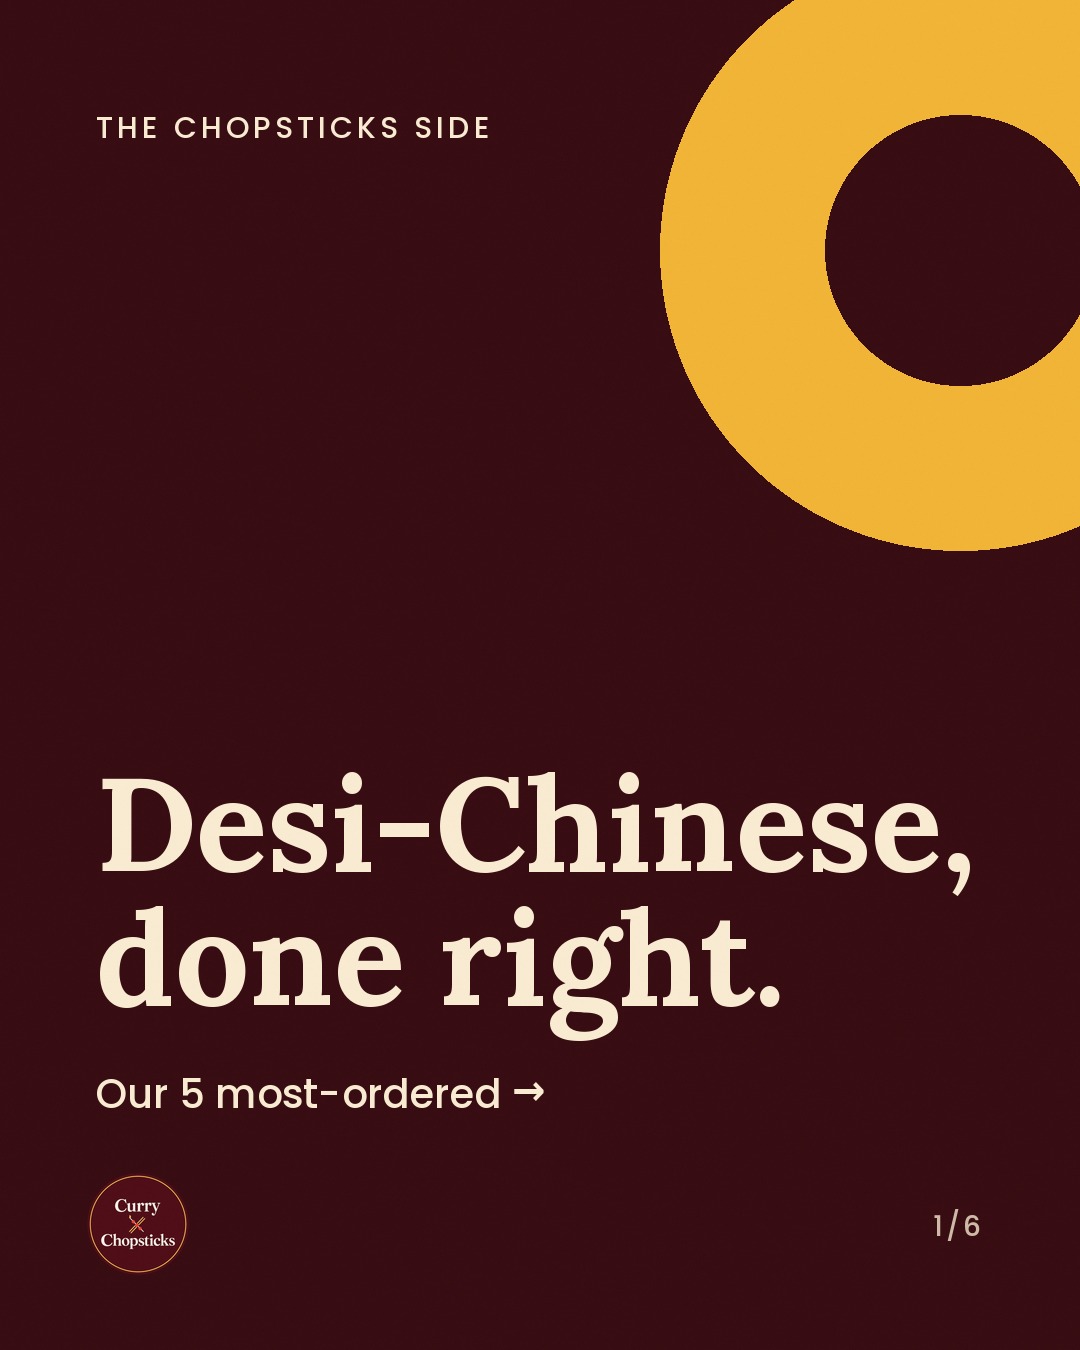 THE CHOPSTICKS SIDE
Desi-Chinese,
done right.
Our 5 most-ordered →
Curry
Chopsticks
1/6